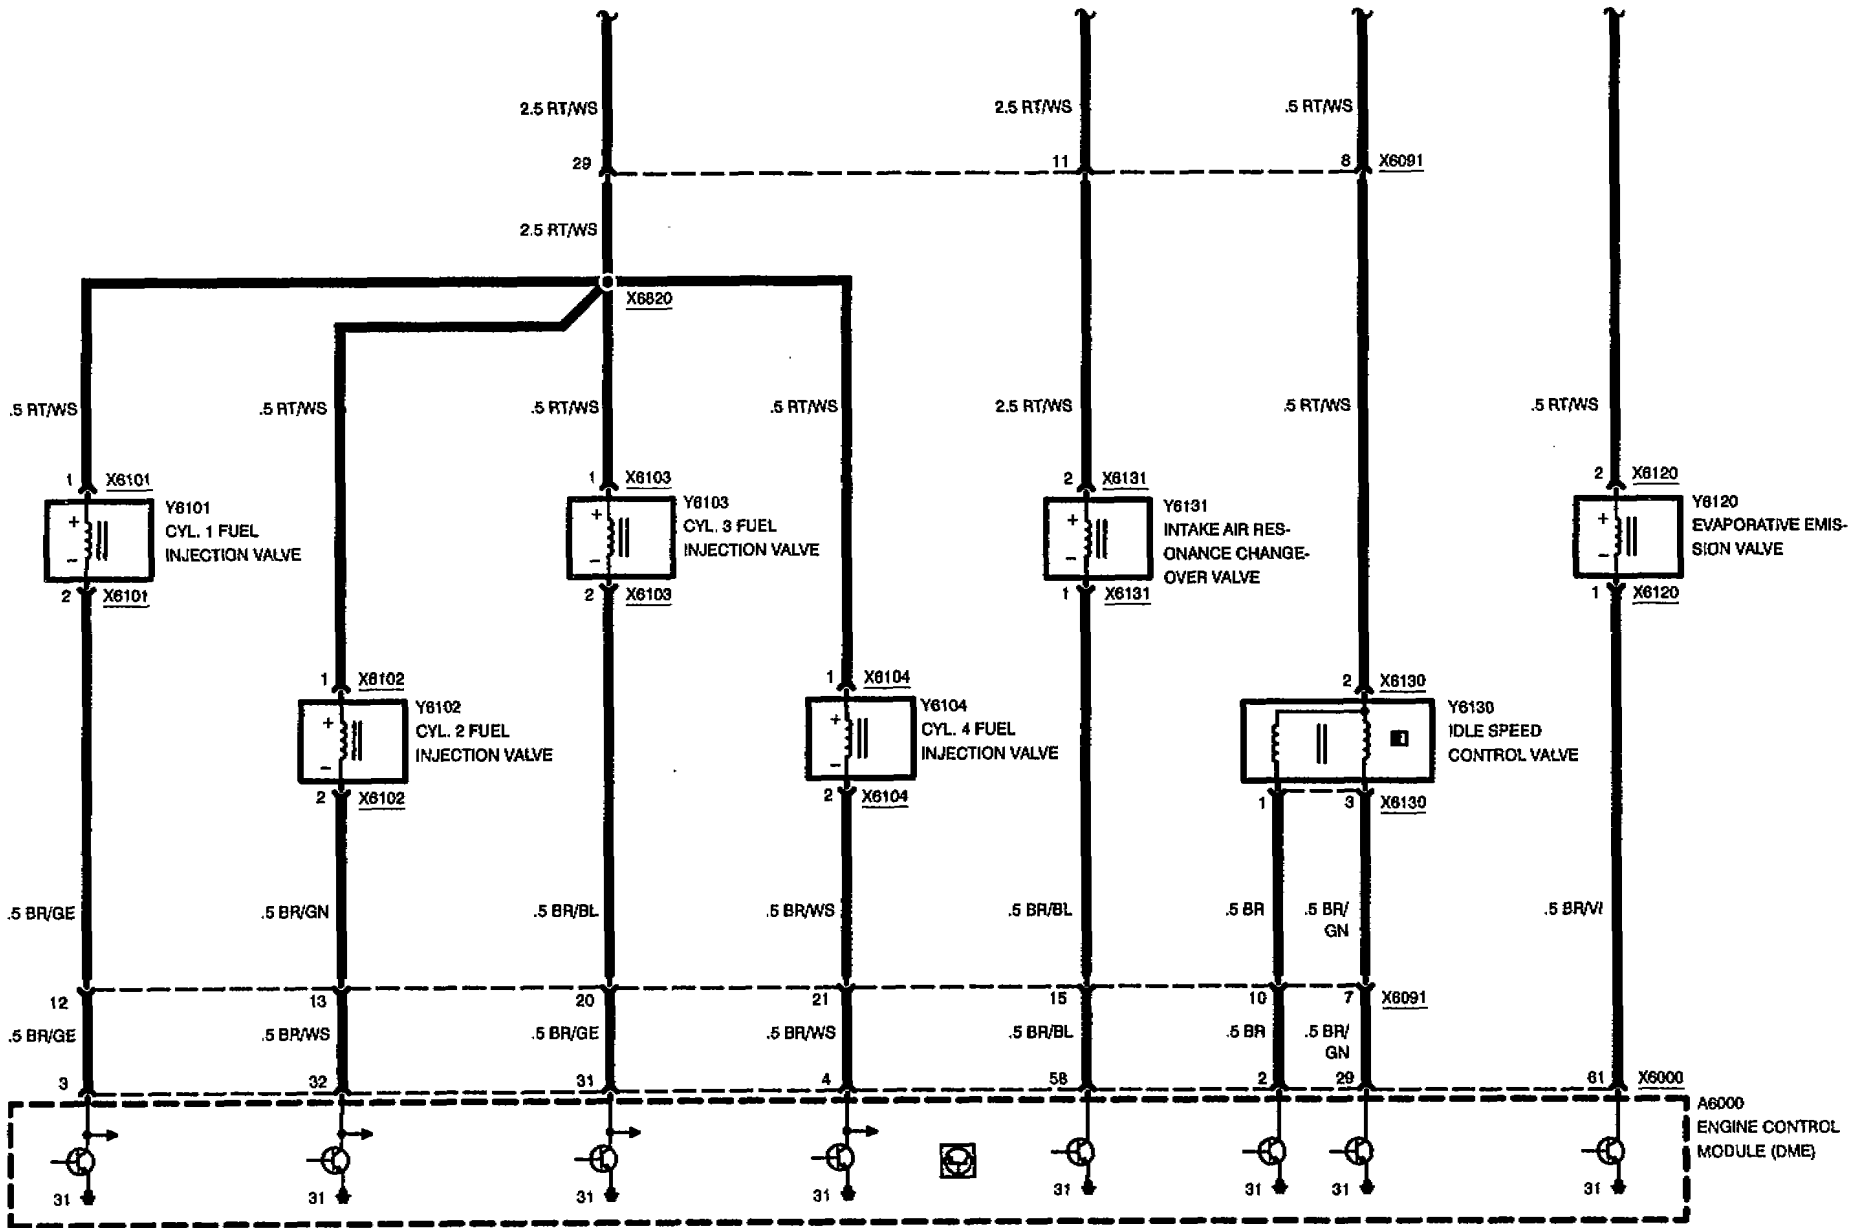 2.5 RT/WS
2.5 RT/WS
.5 RT/WS
29
11
8
X6091
2.5 RT/WS
X6820
.5 RT/WS
.5 RT/WS
.5 RT/WS
.5 RT/WS
2.5 RT/WS
.5 RT/WS
.5 RT/WS
1
X6101
1
X6103
2
X6131
2
X6120
+
−
Y6101
CYL. 1 FUEL
INJECTION VALVE
+
−
Y6103
CYL. 3 FUEL
INJECTION VALVE
+
−
Y6131
INTAKE AIR RES-
ONANCE CHANGE-
OVER VALVE
+
−
Y6120
EVAPORATIVE EMIS-
SION VALVE
2
X6101
2
X6103
1
X6131
1
X6120
1
X6102
1
X6104
2
X6130
+
−
Y6102
CYL. 2 FUEL
INJECTION VALVE
+
−
Y6104
CYL. 4 FUEL
INJECTION VALVE
Y6130
IDLE SPEED
CONTROL VALVE
2
X6102
2
X6104
1
3
X6130
.5 BR/GE
.5 BR/GN
.5 BR/BL
.5 BR/WS
.5 BR/BL
.5 BR
.5 BR/
GN
.5 BR/VI
12
13
20
21
15
10
7
X6091
.5 BR/GE
.5 BR/WS
.5 BR/GE
.5 BR/WS
.5 BR/BL
.5 BR
.5 BR/
GN
3
32
31
4
58
2
29
61
X6000
A6000
ENGINE CONTROL
MODULE (DME)
31
31
31
31
31
31
31
31